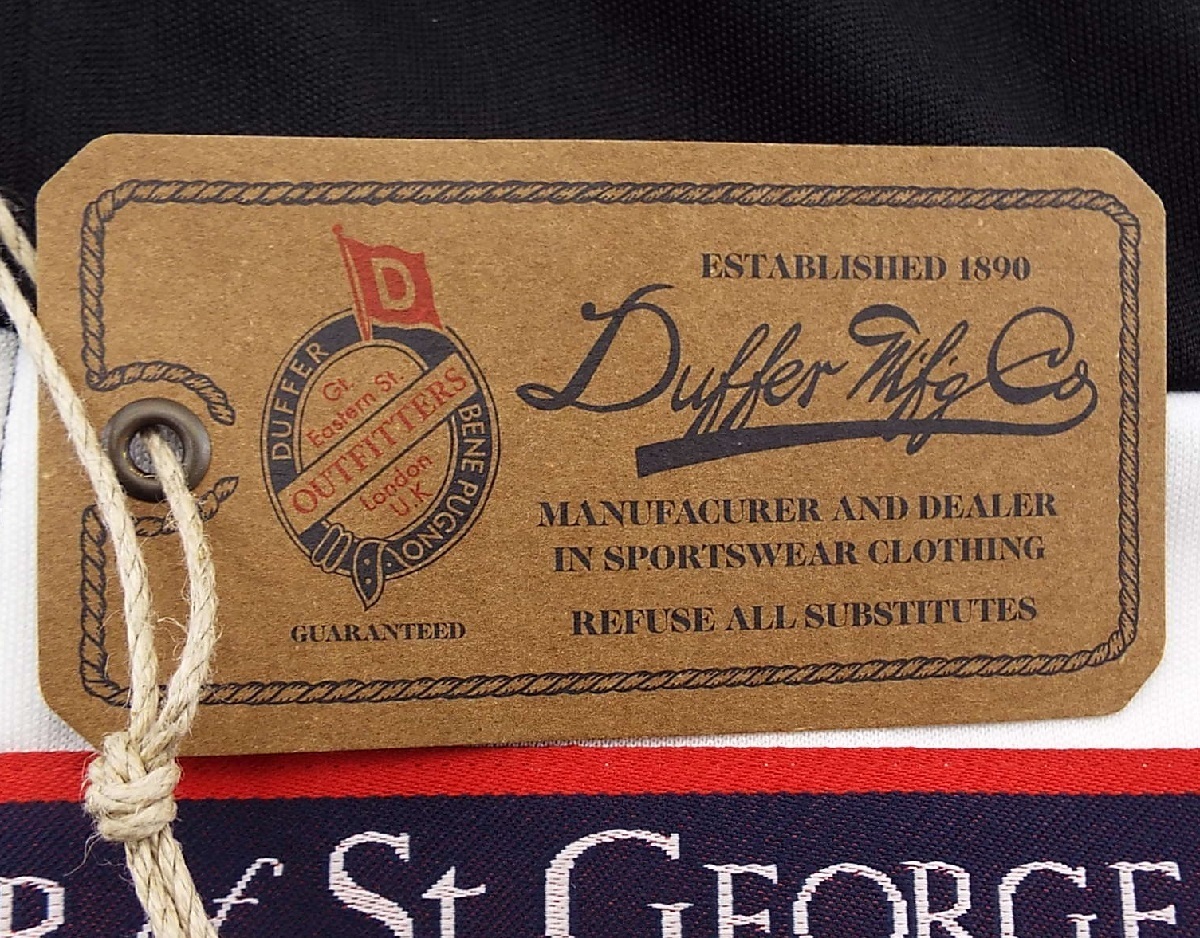 D
DUFFER
BENE PUGNO
Gt.
Eastern St.
OUTFITTERS
London
U.K
GUARANTEED
ESTABLISHED 1890
Duffer Mfg Co
MANUFACURER AND DEALER
IN SPORTSWEAR CLOTHING
REFUSE ALL SUBSTITUTES
R of St GEORGE